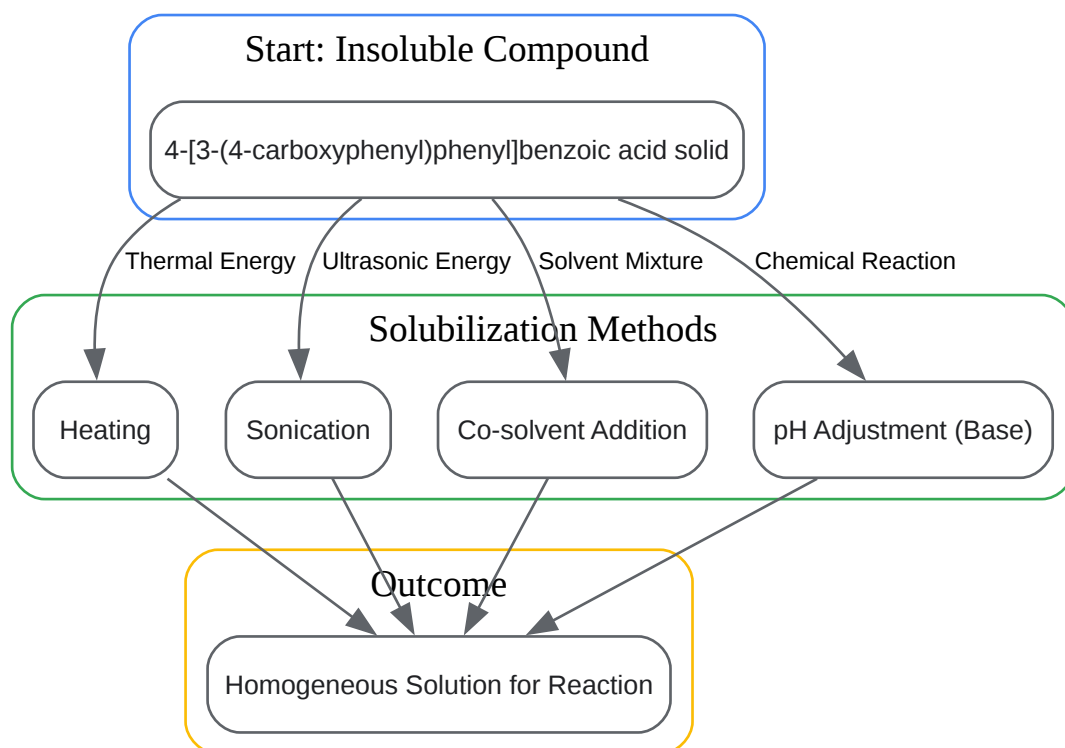 Start: Insoluble Compound
4-[3-(4-carboxyphenyl)phenyl]benzoic acid solid
Thermal Energy
Ultrasonic Energy
Solvent Mixture
Chemical Reaction
Solubilization Methods
Heating
Sonication
Co-solvent Addition
pH Adjustment (Base)
Outcome
Homogeneous Solution for Reaction